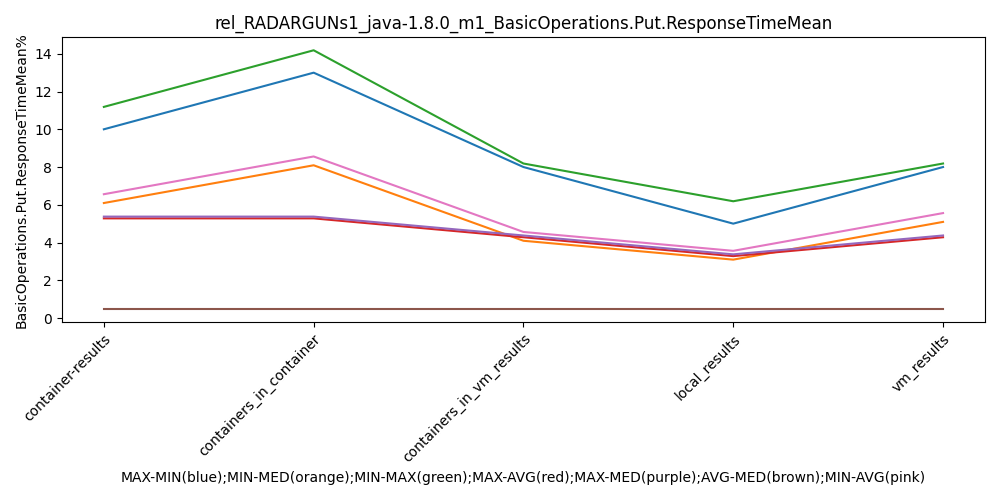 rel_RADARGUNs1_java-1.8.0_m1_BasicOperations.Put.ResponseTimeMean
BasicOperations.Put.ResponseTimeMean%
14
12
10
8
6
4
2
0
container-results
containers_in_container
containers_in_vm_results
local_results
vm_results
MAX-MIN(blue);MIN-MED(orange);MIN-MAX(green);MAX-AVG(red);MAX-MED(purple);AVG-MED(brown);MIN-AVG(pink)